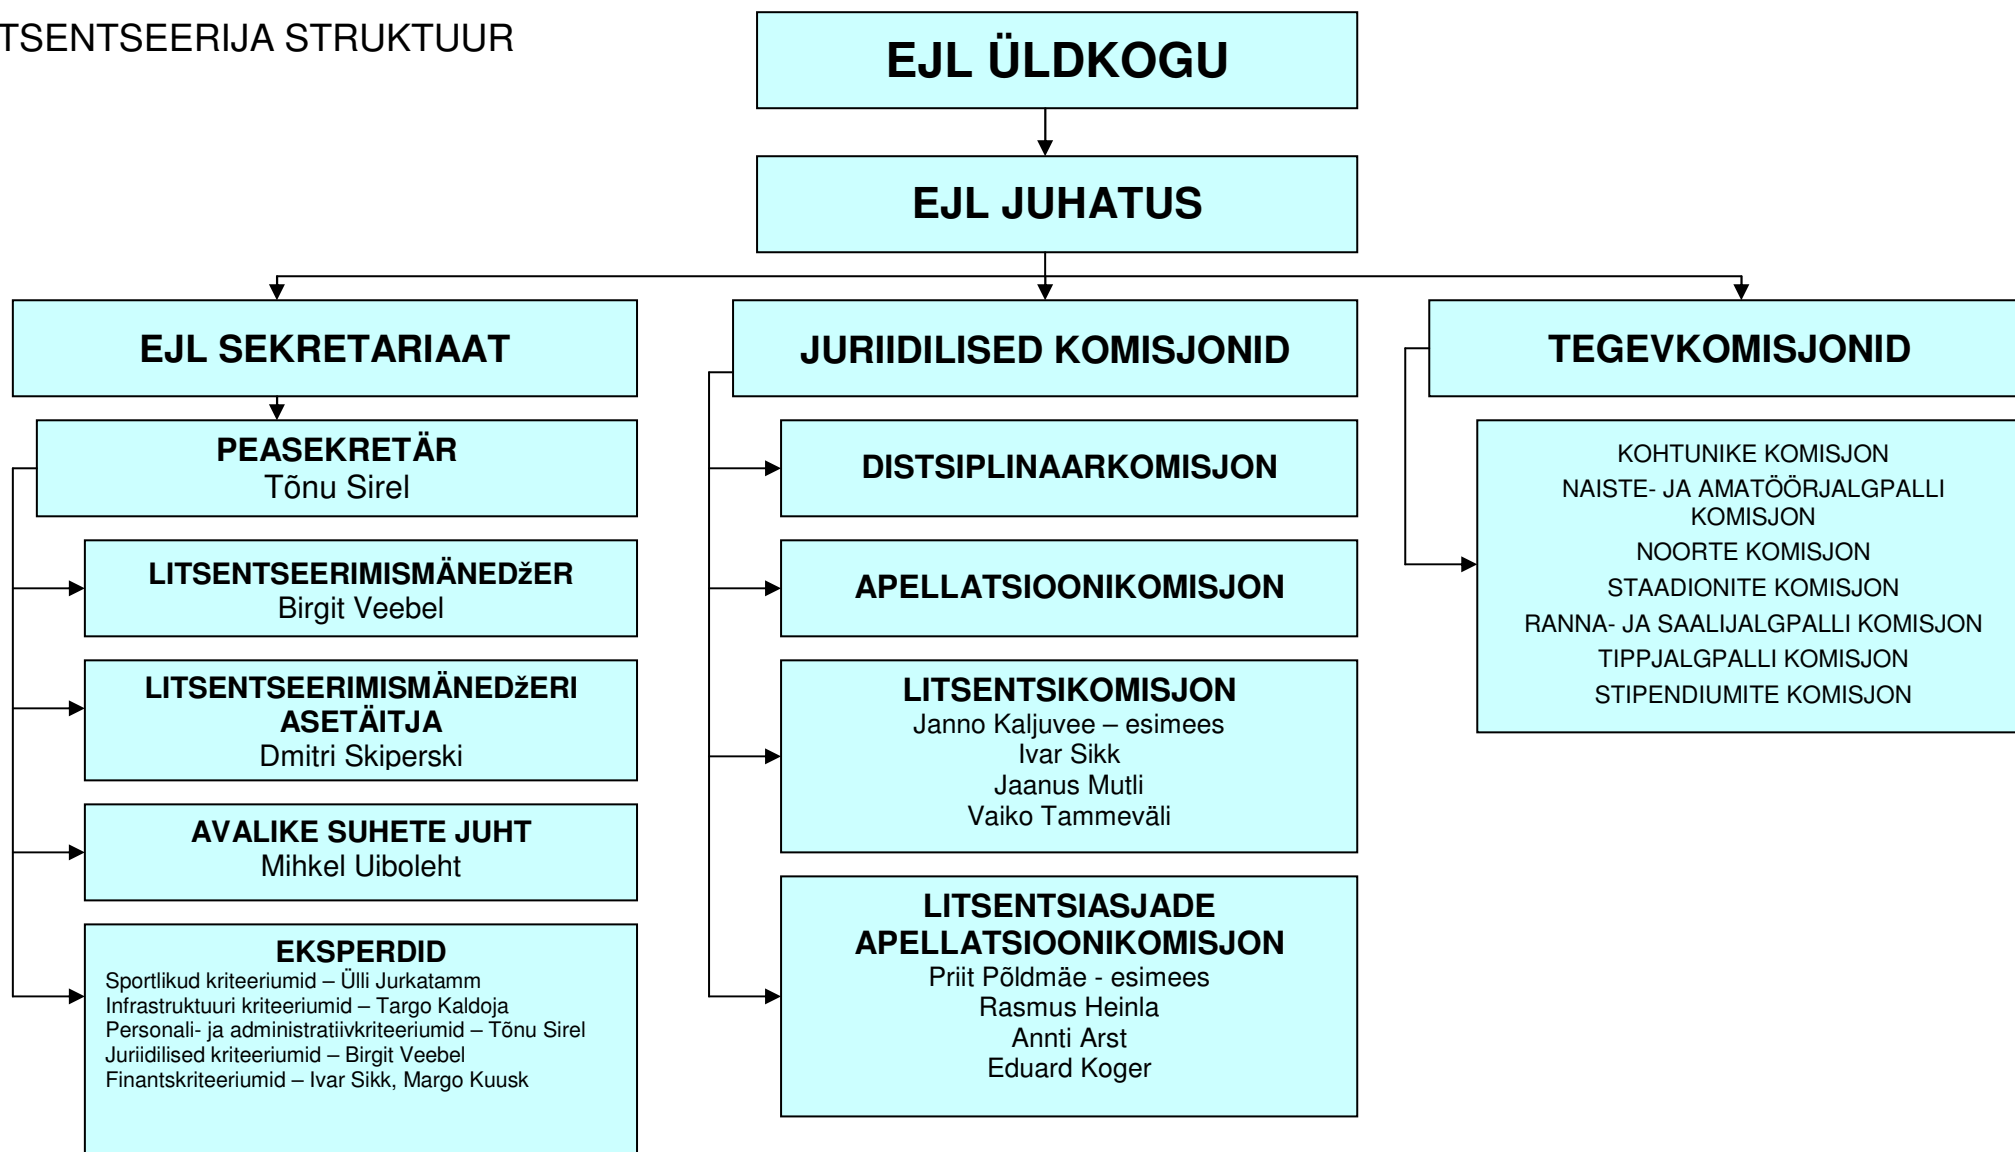 TSENTSEERIJA STRUKTUUR
EJL ÜLDKOGU
EJL JUHATUS
EJL SEKRETARIAAT
PEASEKRETÄR
Tõnu Sirel
LITSENTSEERIMISMÄNEDžER
Birgit Veebel
LITSENTSEERIMISMÄNEDžERI
ASETÄITJA
Dmitri Skiperski
AVALIKE SUHETE JUHT
Mihkel Uiboleht
EKSPERDID
Sportlikud kriteeriumid – Ülli Jurkatamm
Infrastruktuuri kriteeriumid – Targo Kaldoja
Personali- ja administratiivkriteeriumid – Tõnu Sirel
Juriidilised kriteeriumid – Birgit Veebel
Finantskriteeriumid – Ivar Sikk, Margo Kuusk
JURIIDILISED KOMISJONID
DISTSIPLINAARKOMISJON
APELLATSIOONIKOMISJON
LITSENTSIKOMISJON
Janno Kaljuvee – esimees
Ivar Sikk
Jaanus Mutli
Vaiko Tammeväli
LITSENTSIASJADE
APELLATSIOONIKOMISJON
Priit Põldmäe - esimees
Rasmus Heinla
Annti Arst
Eduard Koger
TEGEVKOMISJONID
KOHTUNIKE KOMISJON
NAISTE- JA AMATÖÖRJALGPALLI
KOMISJON
NOORTE KOMISJON
STAADIONITE KOMISJON
RANNA- JA SAALIJALGPALLI KOMISJON
TIPPJALGPALLI KOMISJON
STIPENDIUMITE KOMISJON